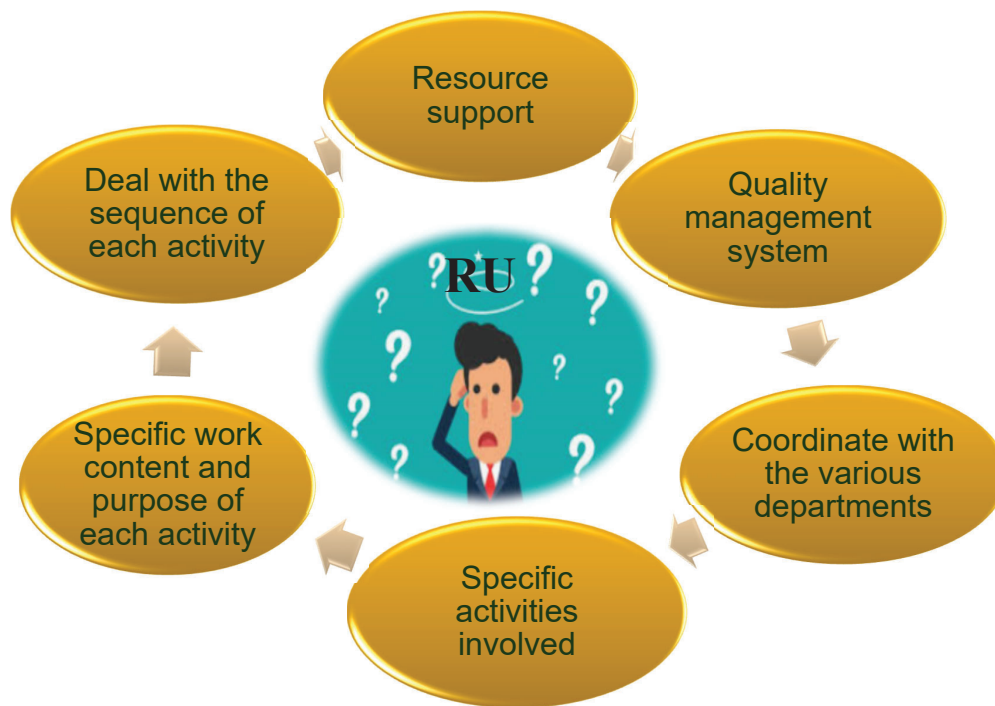 Resource
support
Quality
management
system
Coordinate with
the various
departments
Specific
activities
involved
Specific work
content and
purpose of
each activity
Deal with the
sequence of
each activity
RU
? ? ? ? ? ? ? ? ? ?